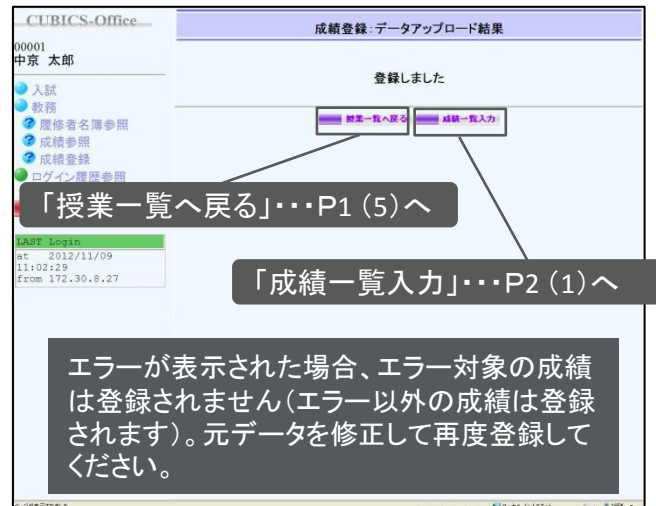 CUBICS-Office
成績登録:データアップロード結果
00001
中京 太郎
登録しました
入試
教務
履修者名簿参照
成績参照
成績登録
ログイン履歴参照
授業一覧へ戻る
成績一覧入力
「授業一覧へ戻る」・・・P1(5)へ
LAST Login
at 2012/11/09
11:02:29
from 172.30.8.27
「成績一覧入力」・・・P2(1)へ
エラーが表示された場合、エラー対象の成績
は登録されません(エラー以外の成績は登録
されます)。元データを修正して再度登録して
ください。